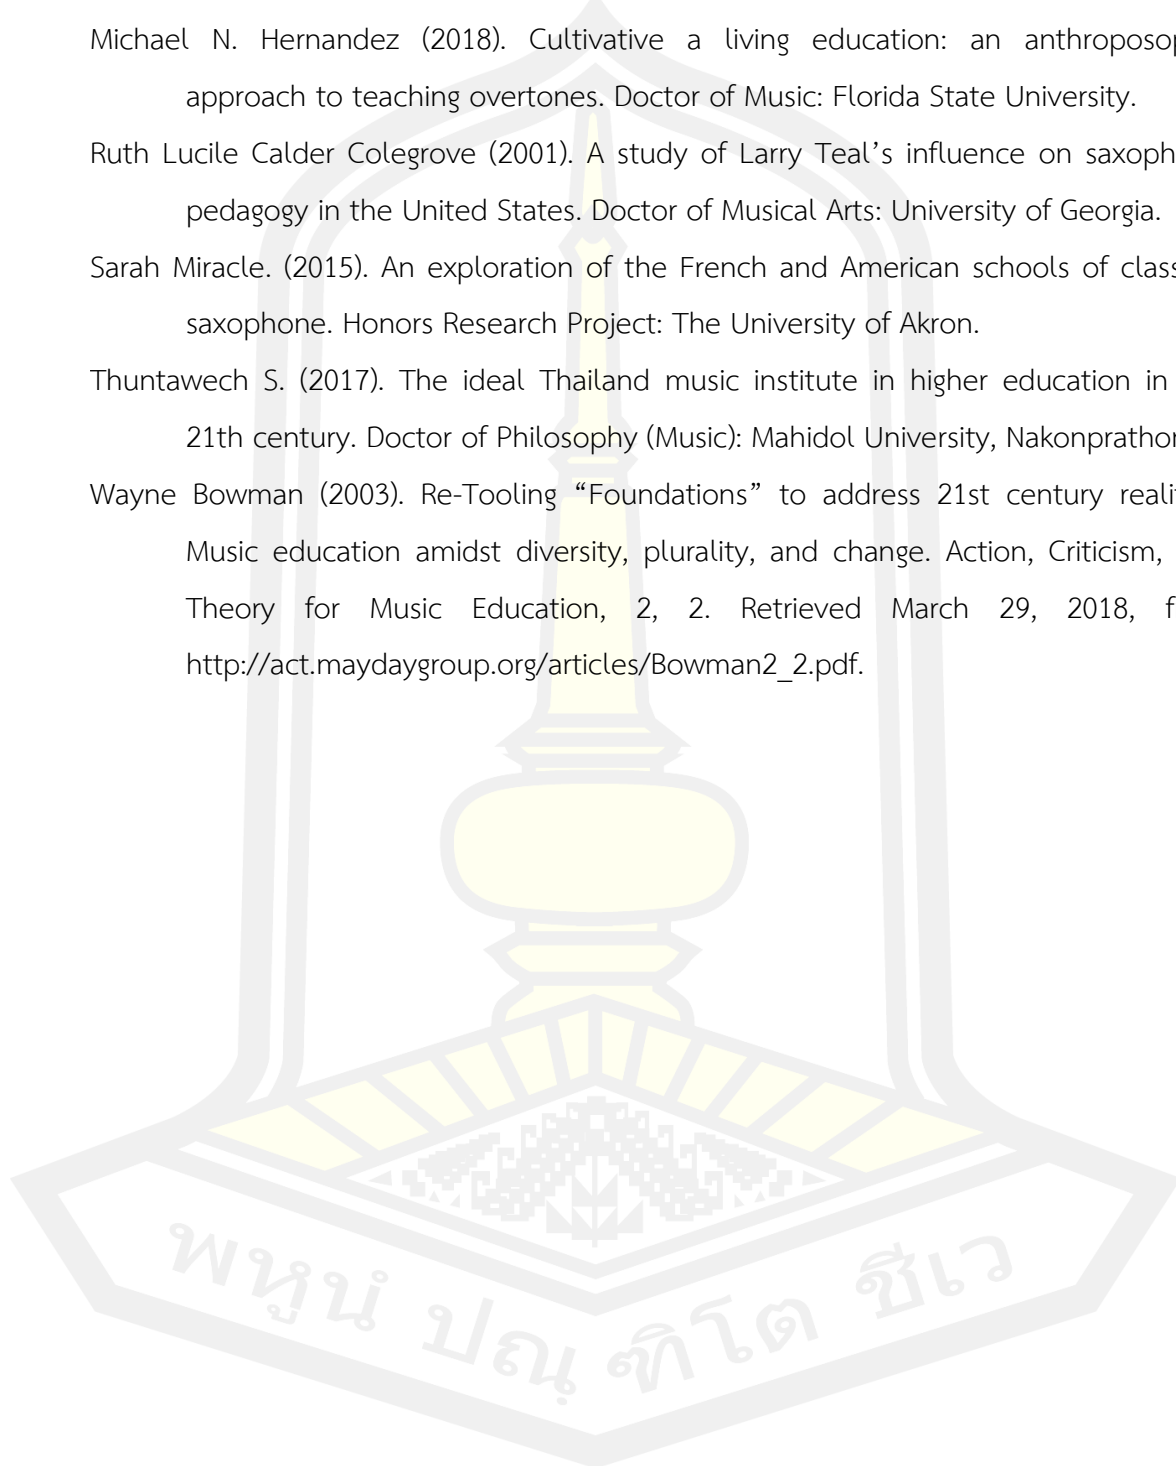 Michael N. Hernandez (2018). Cultivative a living education: an
approach to teaching overtones. Doctor of Music: Florida State University.
Ruth Lucile Calder Colegrove (2001). A study of Larry Teal’s influence on
pedagogy in the United States. Doctor of Musical Arts: University of Georgia.
Sarah Miracle. (2015). An exploration of the French and American schools of
saxophone. Honors Research Project: The University of Akron.
Thuntawech S. (2017). The ideal Thailand music institute in higher education in
21th century. Doctor of Philosophy (Music): Mahidol University,
Wayne Bowman (2003). Re-Tooling “Foundations” to address 21st century
Music education amidst diversity, plurality, and change. Action, Criticism,
Theory for Music Education, 2, 2. Retrieved March 29, 2018,
http://act.maydaygroup.org/articles/Bowman2_2.pdf.
พหูนํ ปณฺฑิโต ชีเว